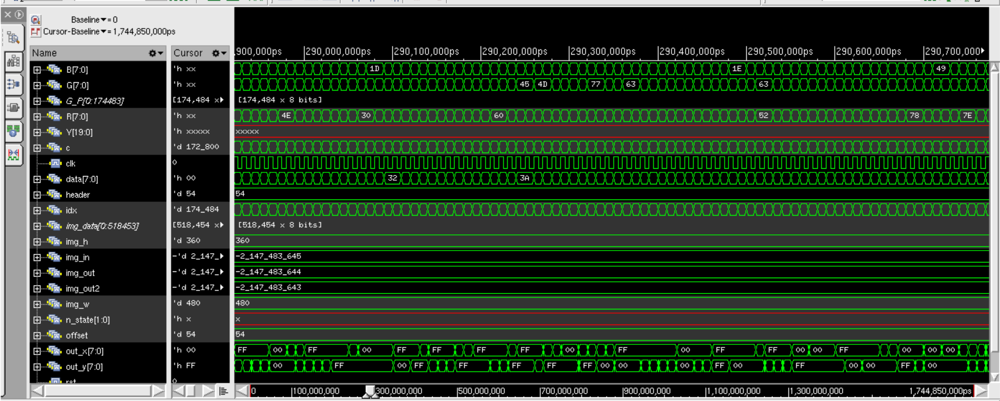 Baseline▾= 0
Cursor-Baseline▾= 1,744,850,000ps
Name Cursor .900,000ps 290,000,000ps 290,100,000ps 290,200,000ps 290,300,000ps 290,400,000ps 290,500,000ps 290,600,000ps 290,700,000
B[7:0] 'h xx 1D 1E 49
G[7:0] 'h xx 45 4D 77 63 63
G_P[0:174483] [174,484 x [174,484 x 8 bits]
R[7:0] 'h xx 4E 30 60 52 78 7E
Y[19:0] 'h xxxxx xxxxx
c 'd 172_800
clk 0
data[7:0] 'h 00 32 3A
header 'd 54 54
idx 'd 174_484
img_data[0:518453] [518,454 x [518,454 x 8 bits]
img_h 'd 360 360
img_in -'d 2_147_ -2_147_483_645
img_out -'d 2_147_ -2_147_483_644
img_out2 -'d 2_147_ -2_147_483_643
img_w 'd 480 480
n_state[1:0] 'h x x
offset 'd 54 54
out_x[7:0] 'h 00 FF 00 FF 00 FF FF FF FF 00 FF 00 FF FF 00 00 FF 00 00 00
out_y[7:0] 'h FF 00 FF 00 FF FF FF FF FF 00 00 00 FF 00 FF 00 00 FF 00
rst 0
0 100,000,000 300,000,000 500,000,000 700,000,000 900,000,000 1,100,000,000 1,300,000,000 1,744,850,000ps